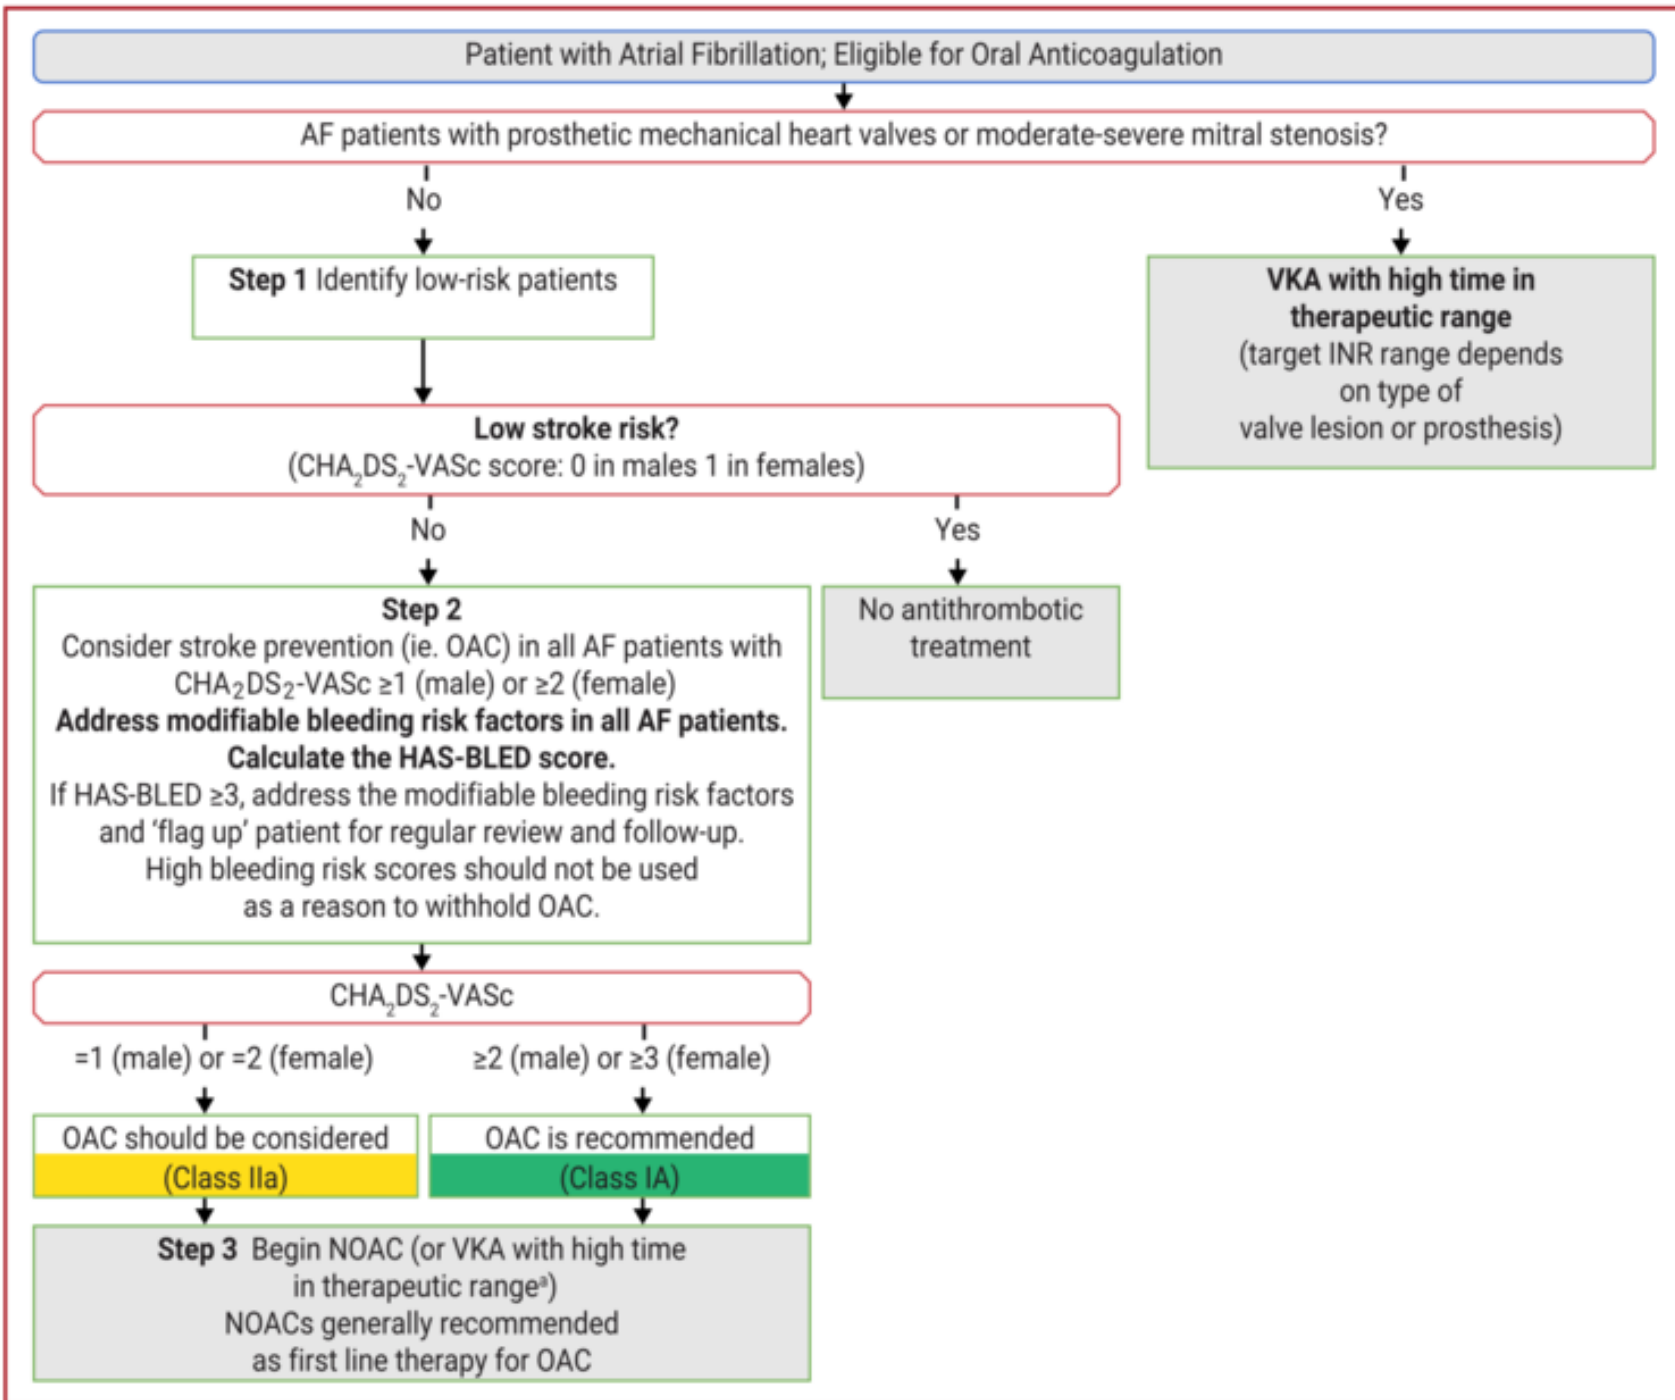 Patient with Atrial Fibrillation; Eligible for Oral Anticoagulation
AF patients with prosthetic mechanical heart valves or moderate-severe mitral stenosis?
No
Yes
Step 1 Identify low-risk patients
VKA with high time in
therapeutic range
(target INR range depends
on type of
valve lesion or prosthesis)
Low stroke risk?
(CHA₂DS₂-VASc score: 0 in males 1 in females)
No
Yes
Step 2
Consider stroke prevention (ie. OAC) in all AF patients with
CHA₂DS₂-VASc ≥1 (male) or ≥2 (female)
Address modifiable bleeding risk factors in all AF patients.
Calculate the HAS-BLED score.
If HAS-BLED ≥3, address the modifiable bleeding risk factors
and ‘flag up’ patient for regular review and follow-up.
High bleeding risk scores should not be used
as a reason to withhold OAC.
No antithrombotic
treatment
CHA₂DS₂-VASc
=1 (male) or =2 (female)
≥2 (male) or ≥3 (female)
OAC should be considered
(Class IIa)
OAC is recommended
(Class IA)
Step 3 Begin NOAC (or VKA with high time
in therapeutic rangeᵃ)
NOACs generally recommended
as first line therapy for OAC